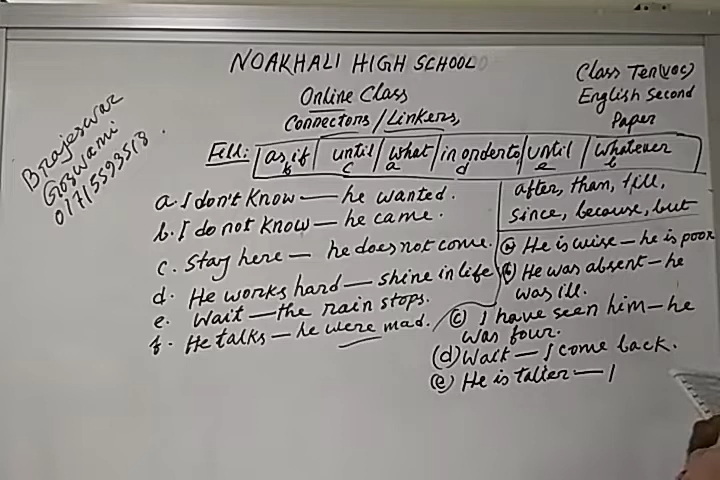 NOAKHALI HIGH SCHOOL
Online Class
Connectors / Linkers,
Class Ten (VOC)
English Second
Paper
Brajeswar
Goswami
01715593518
Fill: as if / until / what / in order to / until / whatever
f c a d e b
a. I don't know — he wanted.
b. I do not know — he came.
c. Stay here — he does not come.
d. He works hard — shine in life
e. Wait — the rain stops.
f. He talks — he were mad.
after, than, till,
since, because, but
(a) He is wise — he is poor
(b) He was absent — he
was ill.
(c) I have seen him — he
was four.
(d) Wait — I come back.
(e) He is taller — I